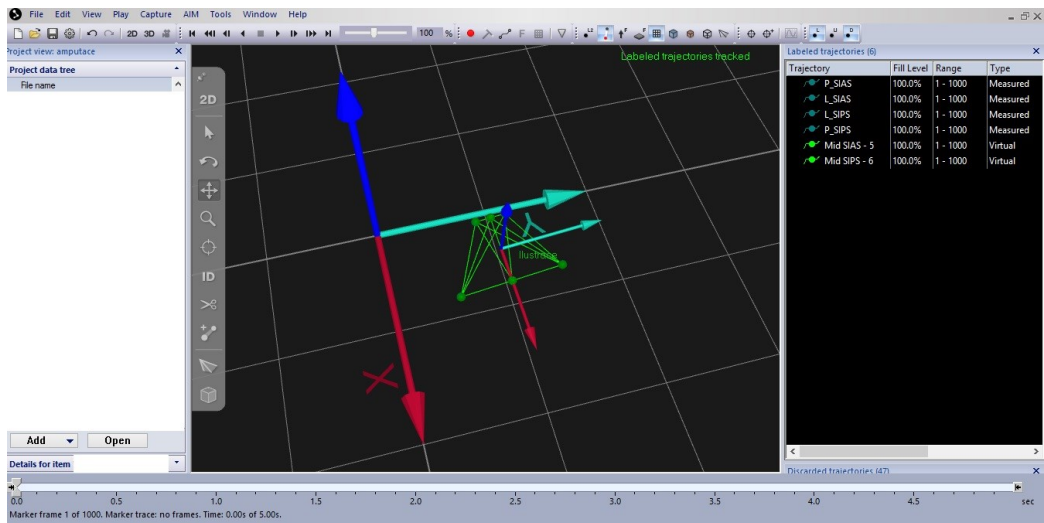 File Edit View Play Capture AIM Tools Window Help
2D 3D 100 %
Project view: amputace
Project data tree
File name
Add Open
Details for item
2D
ID
Labeled trajectories tracked
Y
Ilustrace
X
Labeled trajectories (6)
Trajectory Fill Level Range Type
P_SIAS 100.0% 1 - 1000 Measured
L_SIAS 100.0% 1 - 1000 Measured
L_SIPS 100.0% 1 - 1000 Measured
P_SIPS 100.0% 1 - 1000 Measured
Mid SIAS - 5 100.0% 1 - 1000 Virtual
Mid SIPS - 6 100.0% 1 - 1000 Virtual
Discarded trajectories (47)
0.0 0.5 1.0 1.5 2.0 2.5 3.0 3.5 4.0 4.5 sec
Marker frame 1 of 1000. Marker trace: no frames. Time: 0.00s of 5.00s.